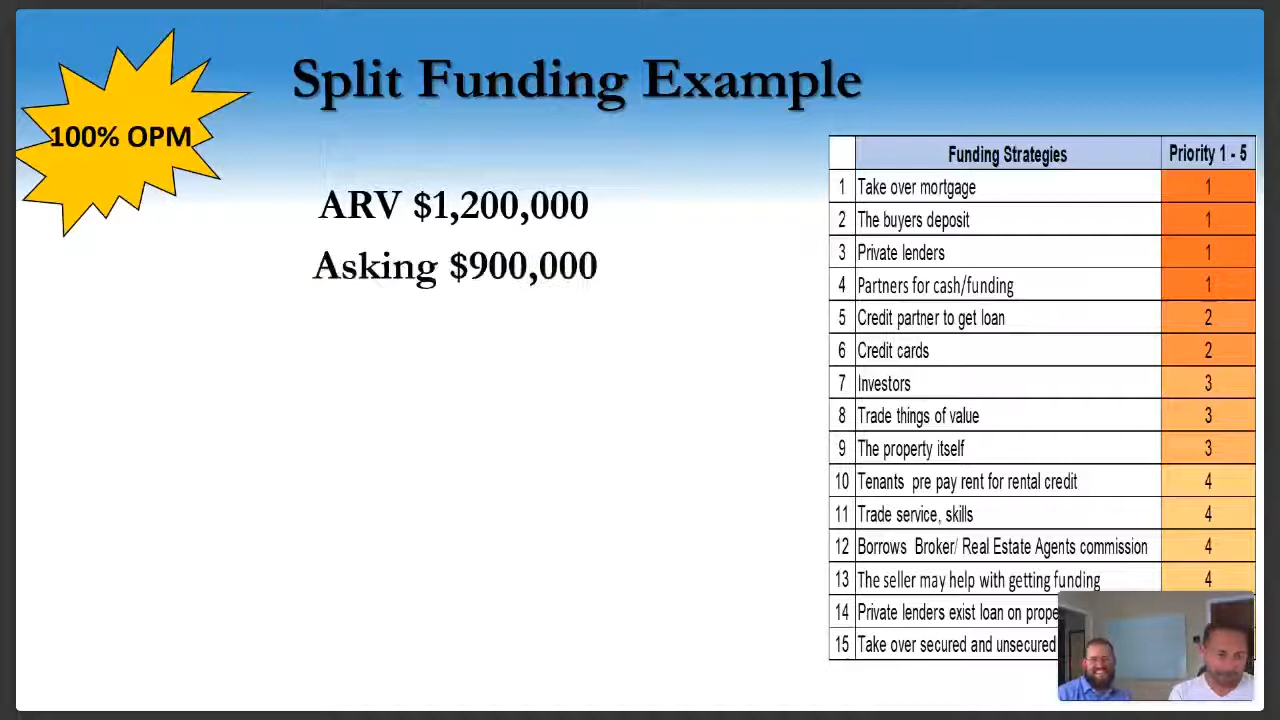 Split Funding Example
100% OPM
ARV $1,200,000
Asking $900,000
Funding Strategies Priority 1 - 5
1 Take over mortgage 1
2 The buyers deposit 1
3 Private lenders 1
4 Partners for cash/funding 1
5 Credit partner to get loan 2
6 Credit cards 2
7 Investors 3
8 Trade things of value 3
9 The property itself 3
10 Tenants pre pay rent for rental credit 4
11 Trade service, skills 4
12 Borrows Broker/ Real Estate Agents commission 4
13 The seller may help with getting funding 4
14 Private lenders exist loan on
15 Take over secured and unsecured